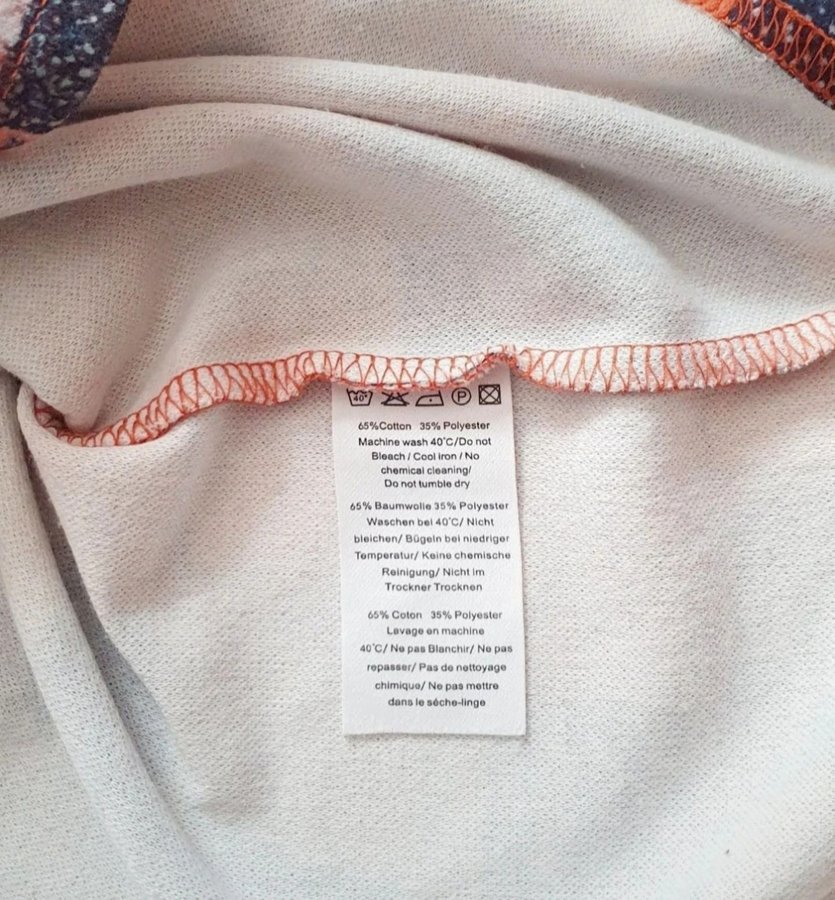 40°
P
65%Cotton 35% Polyester
Machine wash 40°C/Do not
Bleach / Cool iron / No
chemical cleaning/
Do not tumble dry
65% Baumwolle 35% Polyester
Waschen bei 40°C/ Nicht
bleichen/ Bügeln bei niedriger
Temperatur/ Keine chemische
Reinigung/ Nicht im
Trockner Trocknen
65% Coton 35% Polyester
Lavage en machine
40°C/ Ne pas Blanchir/ Ne pas
repasser/ Pas de nettoyage
chimique/ Ne pas mettre
dans le séche-linge